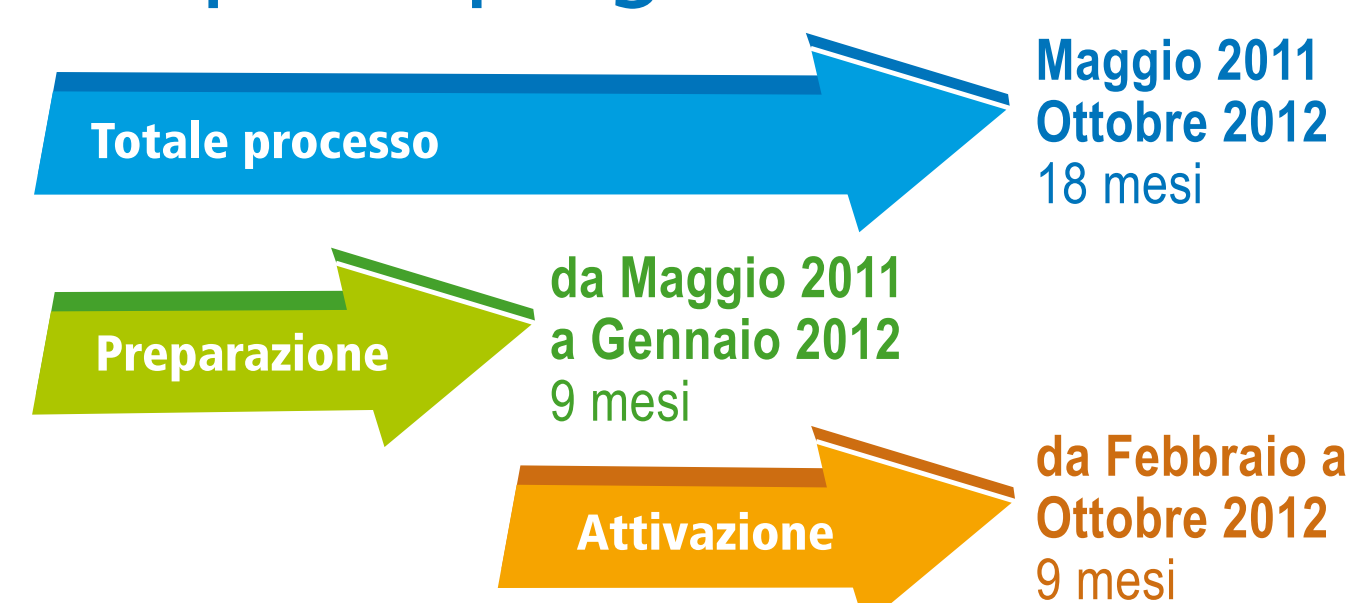 Totale processo
Maggio 2011
Ottobre 2012
18 mesi
Preparazione
da Maggio 2011
a Gennaio 2012
9 mesi
Attivazione
da Febbraio a
Ottobre 2012
9 mesi